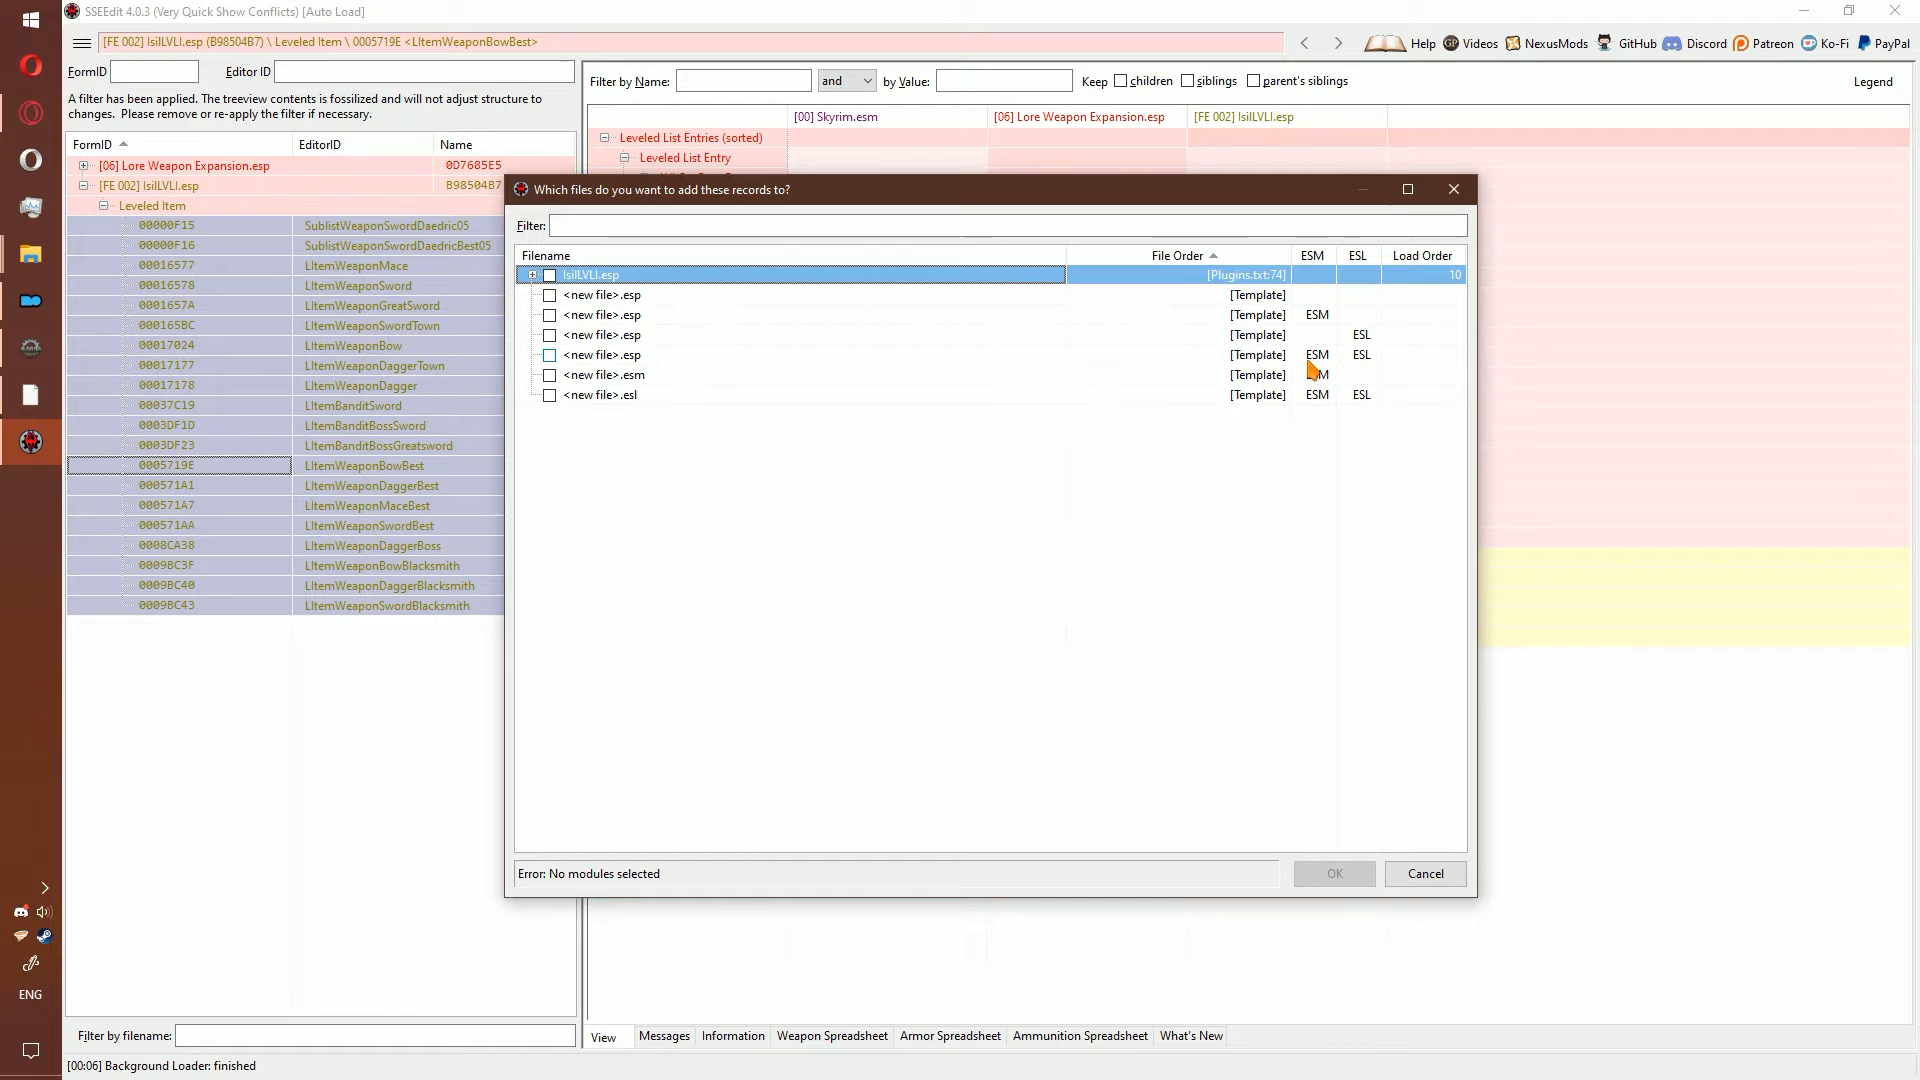 SSEEdit 4.0.3 (Very Quick Show Conflicts) [Auto Load]
[FE 002] IsilLVLI.esp (B98504B7) \ Leveled Item \ 0005719E <LItemWeaponBowBest>
Help Videos NexusMods GitHub Discord Patreon Ko-Fi PayPal
FormID Editor ID
Filter by Name: and by Value: Keep children siblings parent's siblings Legend
A filter has been applied. The treeview contents is fossilized and will not adjust structure to
changes. Please remove or re-apply the filter if necessary.
[00] Skyrim.esm [06] Lore Weapon Expansion.esp [FE 002] IsilLVLI.esp
Leveled List Entries (sorted)
Leveled List Entry
FormID EditorID Name
[06] Lore Weapon Expansion.esp 0D7685E5
[FE 002] IsilLVLI.esp B98504B7
Leveled Item
00000F15 SublistWeaponSwordDaedric05
00000F16 SublistWeaponSwordDaedricBest05
00016577 LItemWeaponMace
00016578 LItemWeaponSword
0001657A LItemWeaponGreatSword
000165BC LItemWeaponSwordTown
00017024 LItemWeaponBow
00017177 LItemWeaponDaggerTown
00017178 LItemWeaponDagger
00037C19 LItemBanditSword
0003DF1D LItemBanditBossSword
0003DF23 LItemBanditBossGreatsword
0005719E LItemWeaponBowBest
000571A1 LItemWeaponDaggerBest
000571A7 LItemWeaponMaceBest
000571AA LItemWeaponSwordBest
0008CA38 LItemWeaponDaggerBoss
0009BC3F LItemWeaponBowBlacksmith
0009BC40 LItemWeaponDaggerBlacksmith
0009BC43 LItemWeaponSwordBlacksmith
Which files do you want to add these records to?
Filter:
Filename File Order ESM ESL Load Order
IsilLVLI.esp [Plugins.txt:74] 10
<new file>.esp [Template]
<new file>.esp [Template] ESM
<new file>.esp [Template] ESL
<new file>.esp [Template] ESM ESL
<new file>.esm [Template]
<new file>.esl [Template] ESM ESL
Error: No modules selected
OK Cancel
Filter by filename:
View Messages Information Weapon Spreadsheet Armor Spreadsheet Ammunition Spreadsheet What's New
[00:06] Background Loader: finished
ENG